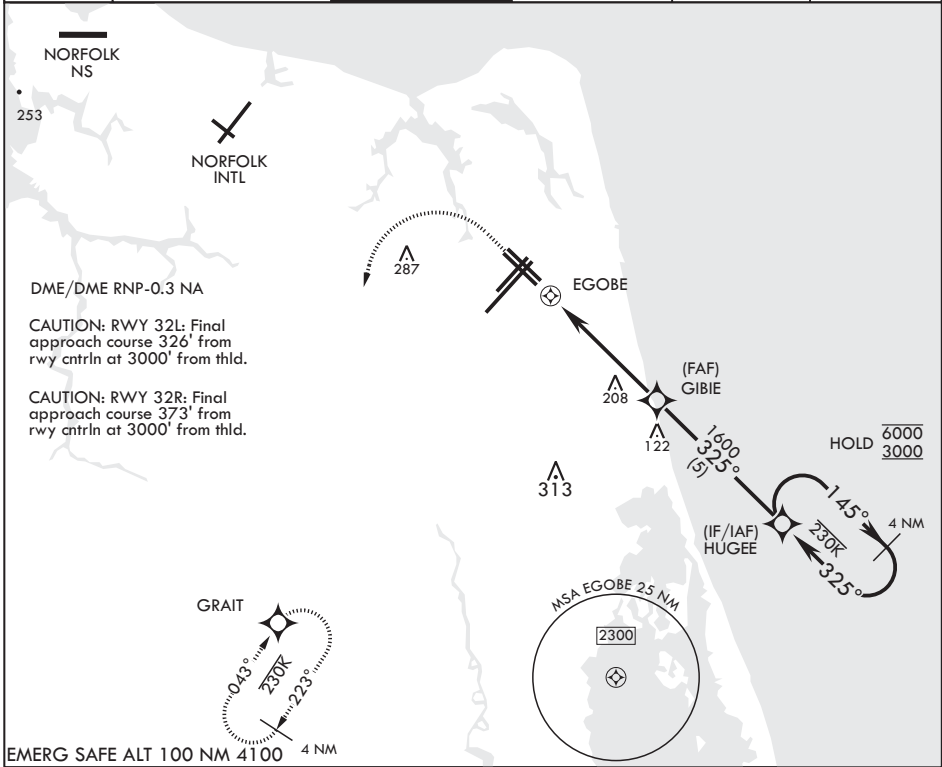 NORFOLK
NS
253
NORFOLK
INTL
287
DME/DME RNP-0.3 NA
EGOBE
CAUTION: RWY 32L: Final
approach course 326' from
rwy cntrln at 3000' from thld.
CAUTION: RWY 32R: Final
approach course 373' from
rwy cntrln at 3000' from thld.
(FAF)
GIBIE
208
122
1600
325°
(5)
HOLD 6000
3000
313
(IF/IAF)
HUGEE
145°
230K
325°
4 NM
GRAIT
043°
230K
223°
4 NM
MSA EGOBE 25 NM
2300
EMERG SAFE ALT 100 NM 4100